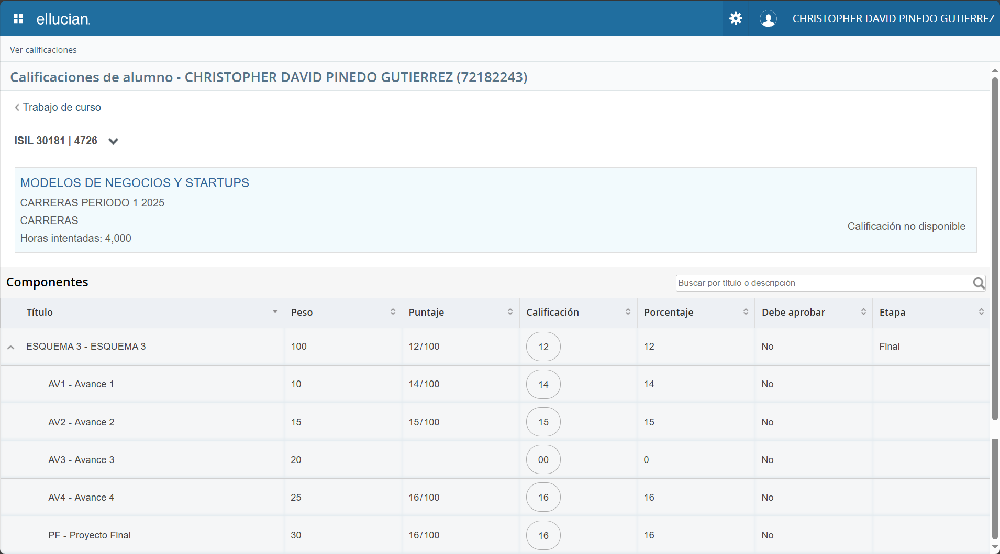 ellucian.
CHRISTOPHER DAVID PINEDO GUTIERREZ
Ver calificaciones
Calificaciones de alumno - CHRISTOPHER DAVID PINEDO GUTIERREZ (72182243)
Trabajo de curso
ISIL 30181 | 4726
MODELOS DE NEGOCIOS Y STARTUPS
CARRERAS PERIODO 1 2025
CARRERAS
Horas intentadas: 4,000
Calificación no disponible
Componentes
Buscar por título o descripción
Título Peso Puntaje Calificación Porcentaje Debe aprobar Etapa
ESQUEMA 3 - ESQUEMA 3 100 12/100 12 12 No Final
AV1 - Avance 1 10 14/100 14 14 No
AV2 - Avance 2 15 15/100 15 15 No
AV3 - Avance 3 20 00 0 No
AV4 - Avance 4 25 16/100 16 16 No
PF - Proyecto Final 30 16/100 16 16 No